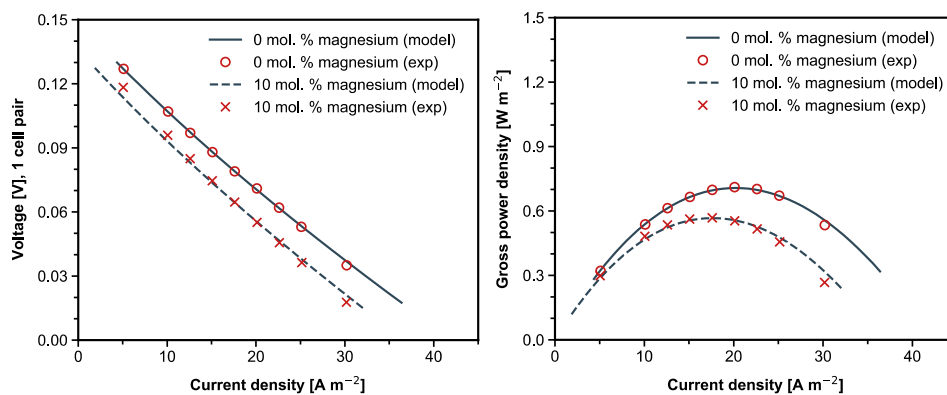 0.15
0.12
0.09
0.06
0.03
0.00
Voltage [V], 1 cell pair
0 mol. % magnesium (model)
0 mol. % magnesium (exp)
10 mol. % magnesium (model)
10 mol. % magnesium (exp)
0 10 20 30 40
Current density [A m⁻²]
1.5
1.2
0.9
0.6
0.3
0.0
Gross power density [W m⁻²]
0 mol. % magnesium (model)
0 mol. % magnesium (exp)
10 mol. % magnesium (model)
10 mol. % magnesium (exp)
0 10 20 30 40
Current density [A m⁻²]